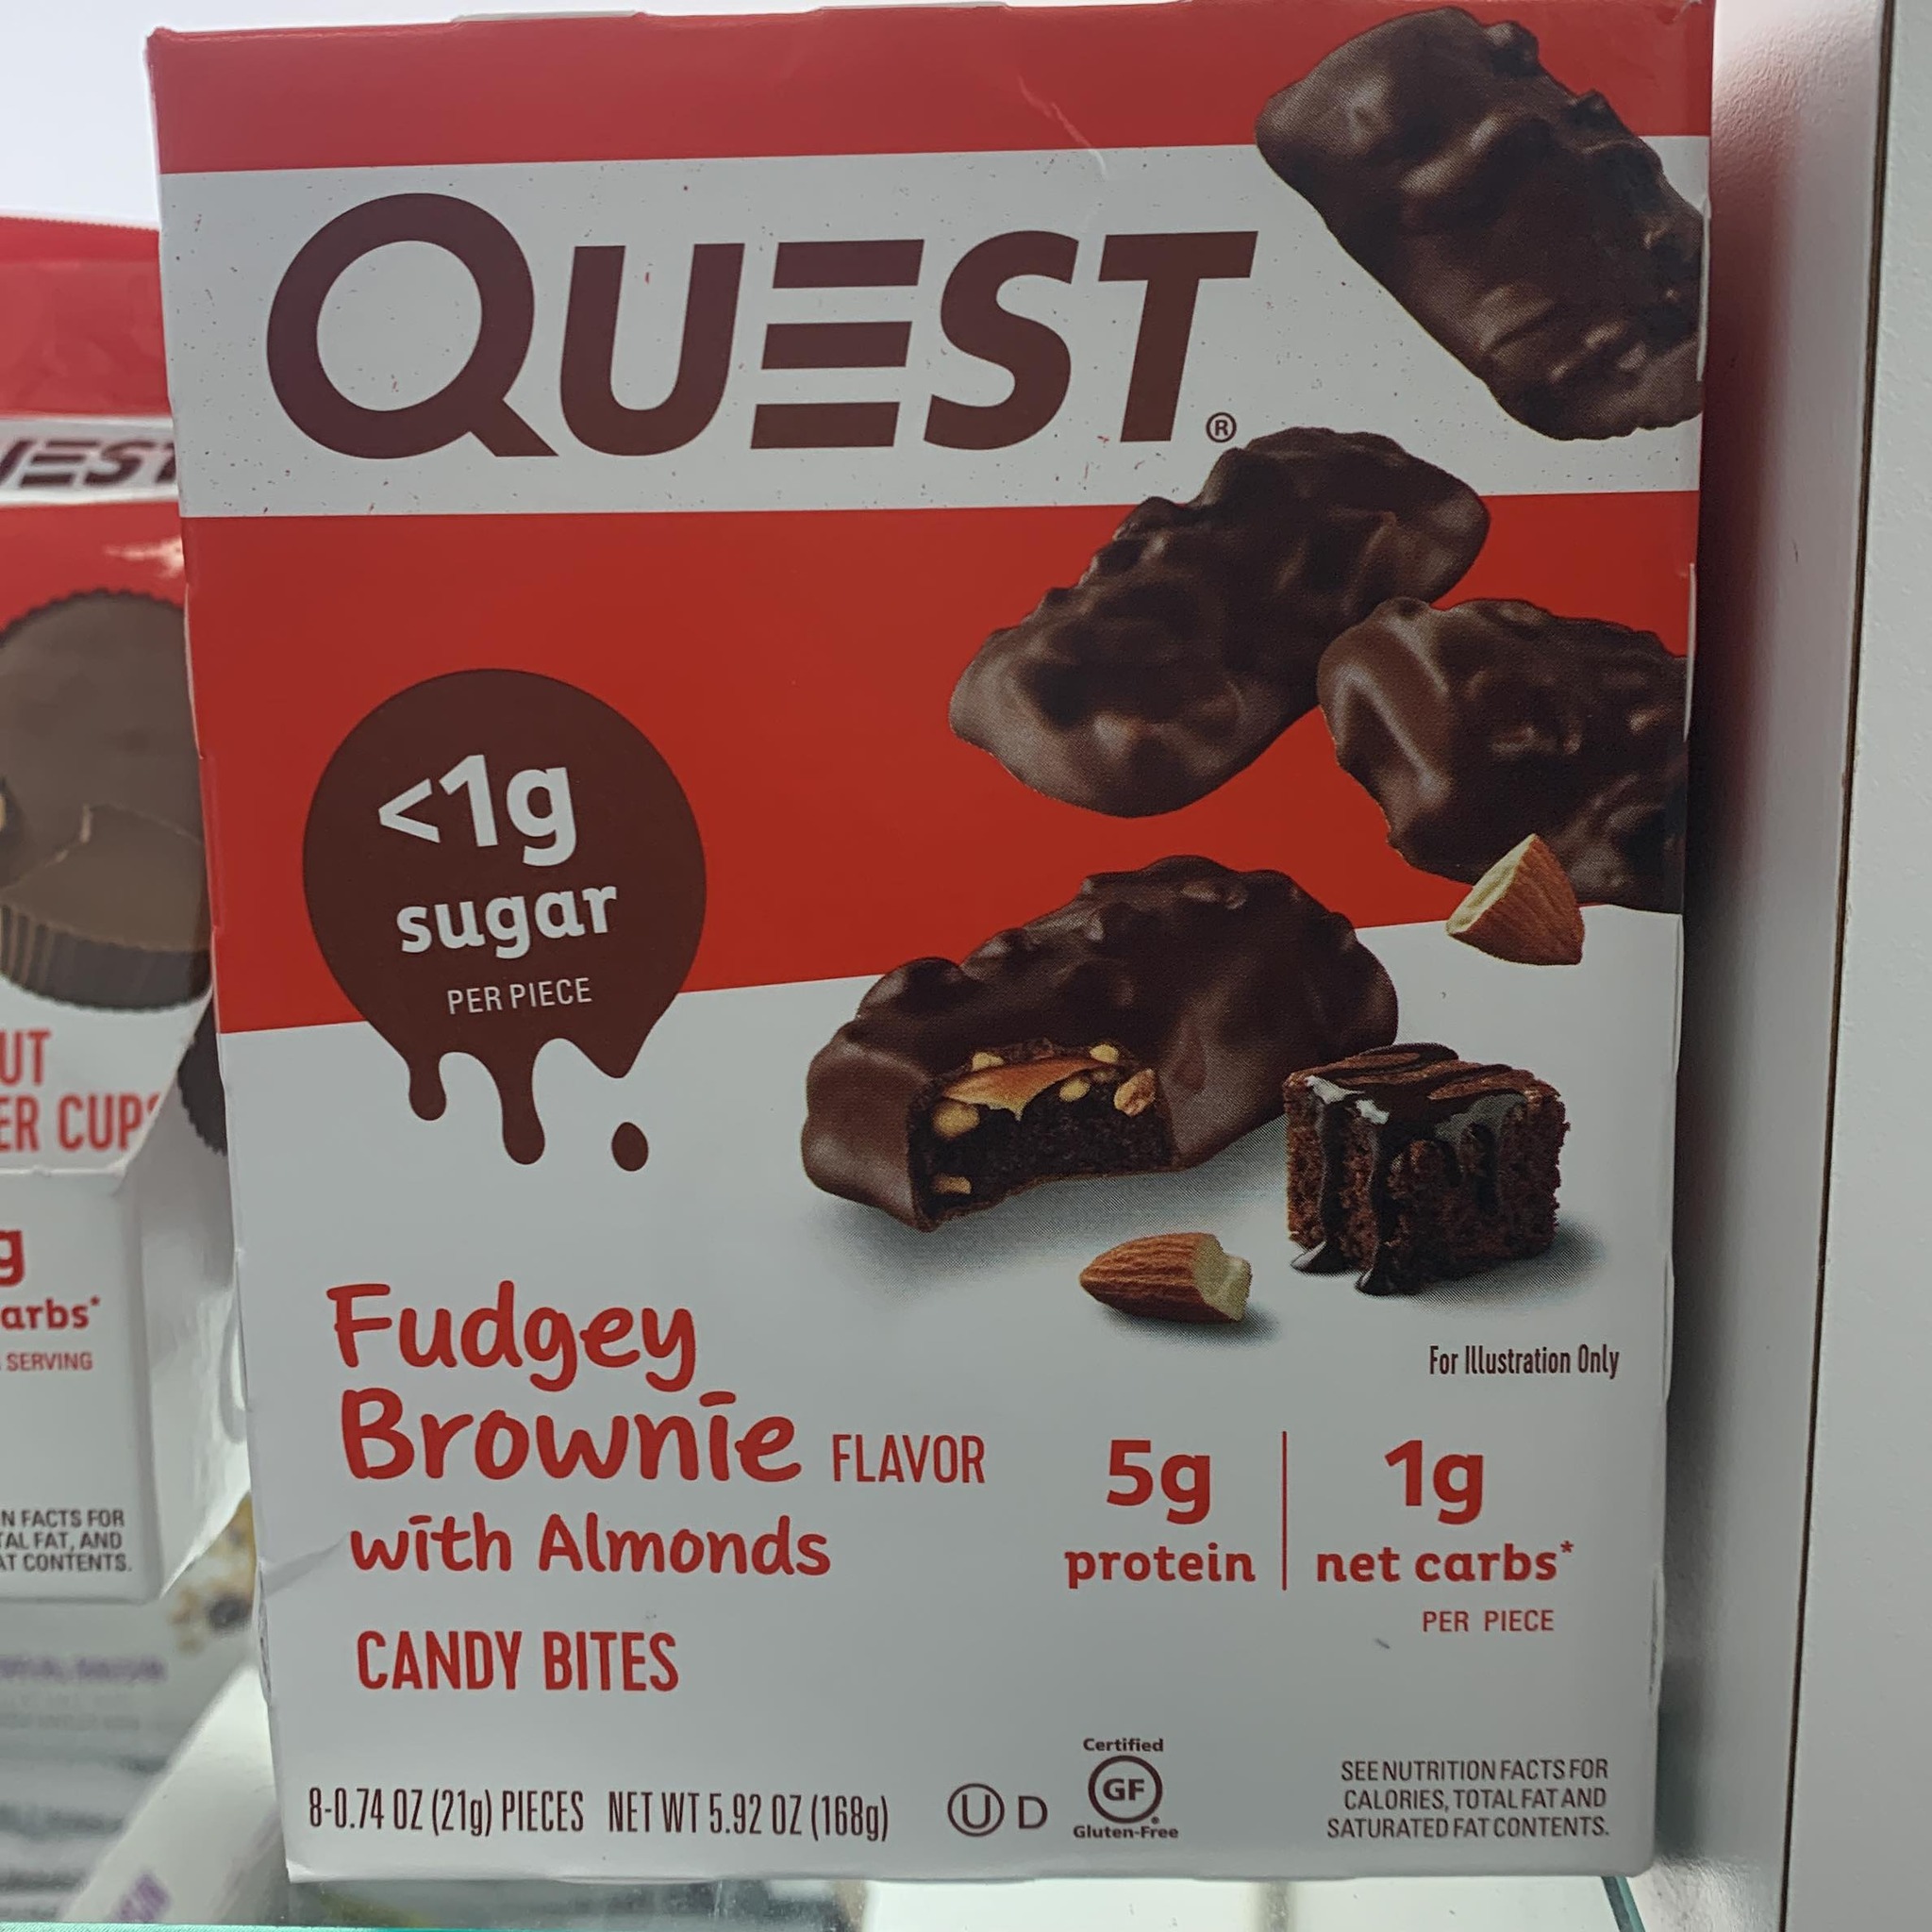 QUEST®
<1g
sugar
PER PIECE
Fudgey
Brownie FLAVOR
with Almonds
CANDY BITES
For Illustration Only
5g
protein
1g
net carbs*
PER PIECE
8-0.74 OZ (21g) PIECES NET WT 5.92 OZ (168g)
U D
Certified
GF
Gluten-Free
SEE NUTRITION FACTS FOR
CALORIES, TOTAL FAT AND
SATURATED FAT CONTENTS.
UEST
UT
ER CUPS
g
arbs*
SERVING
N FACTS FOR
TAL FAT, AND
AT CONTENTS.